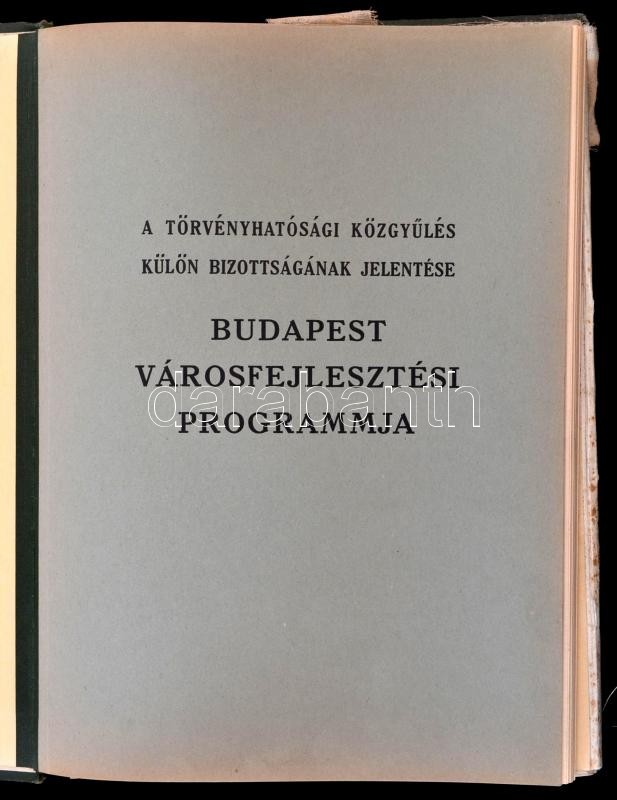 A TÖRVÉNYHATÓSÁGI KÖZGYŰLÉS
KÜLÖN BIZOTTSÁGÁNAK JELENTÉSE
BUDAPEST
VÁROSFEJLESZTÉSI
darabanth
PROGRAMMJA